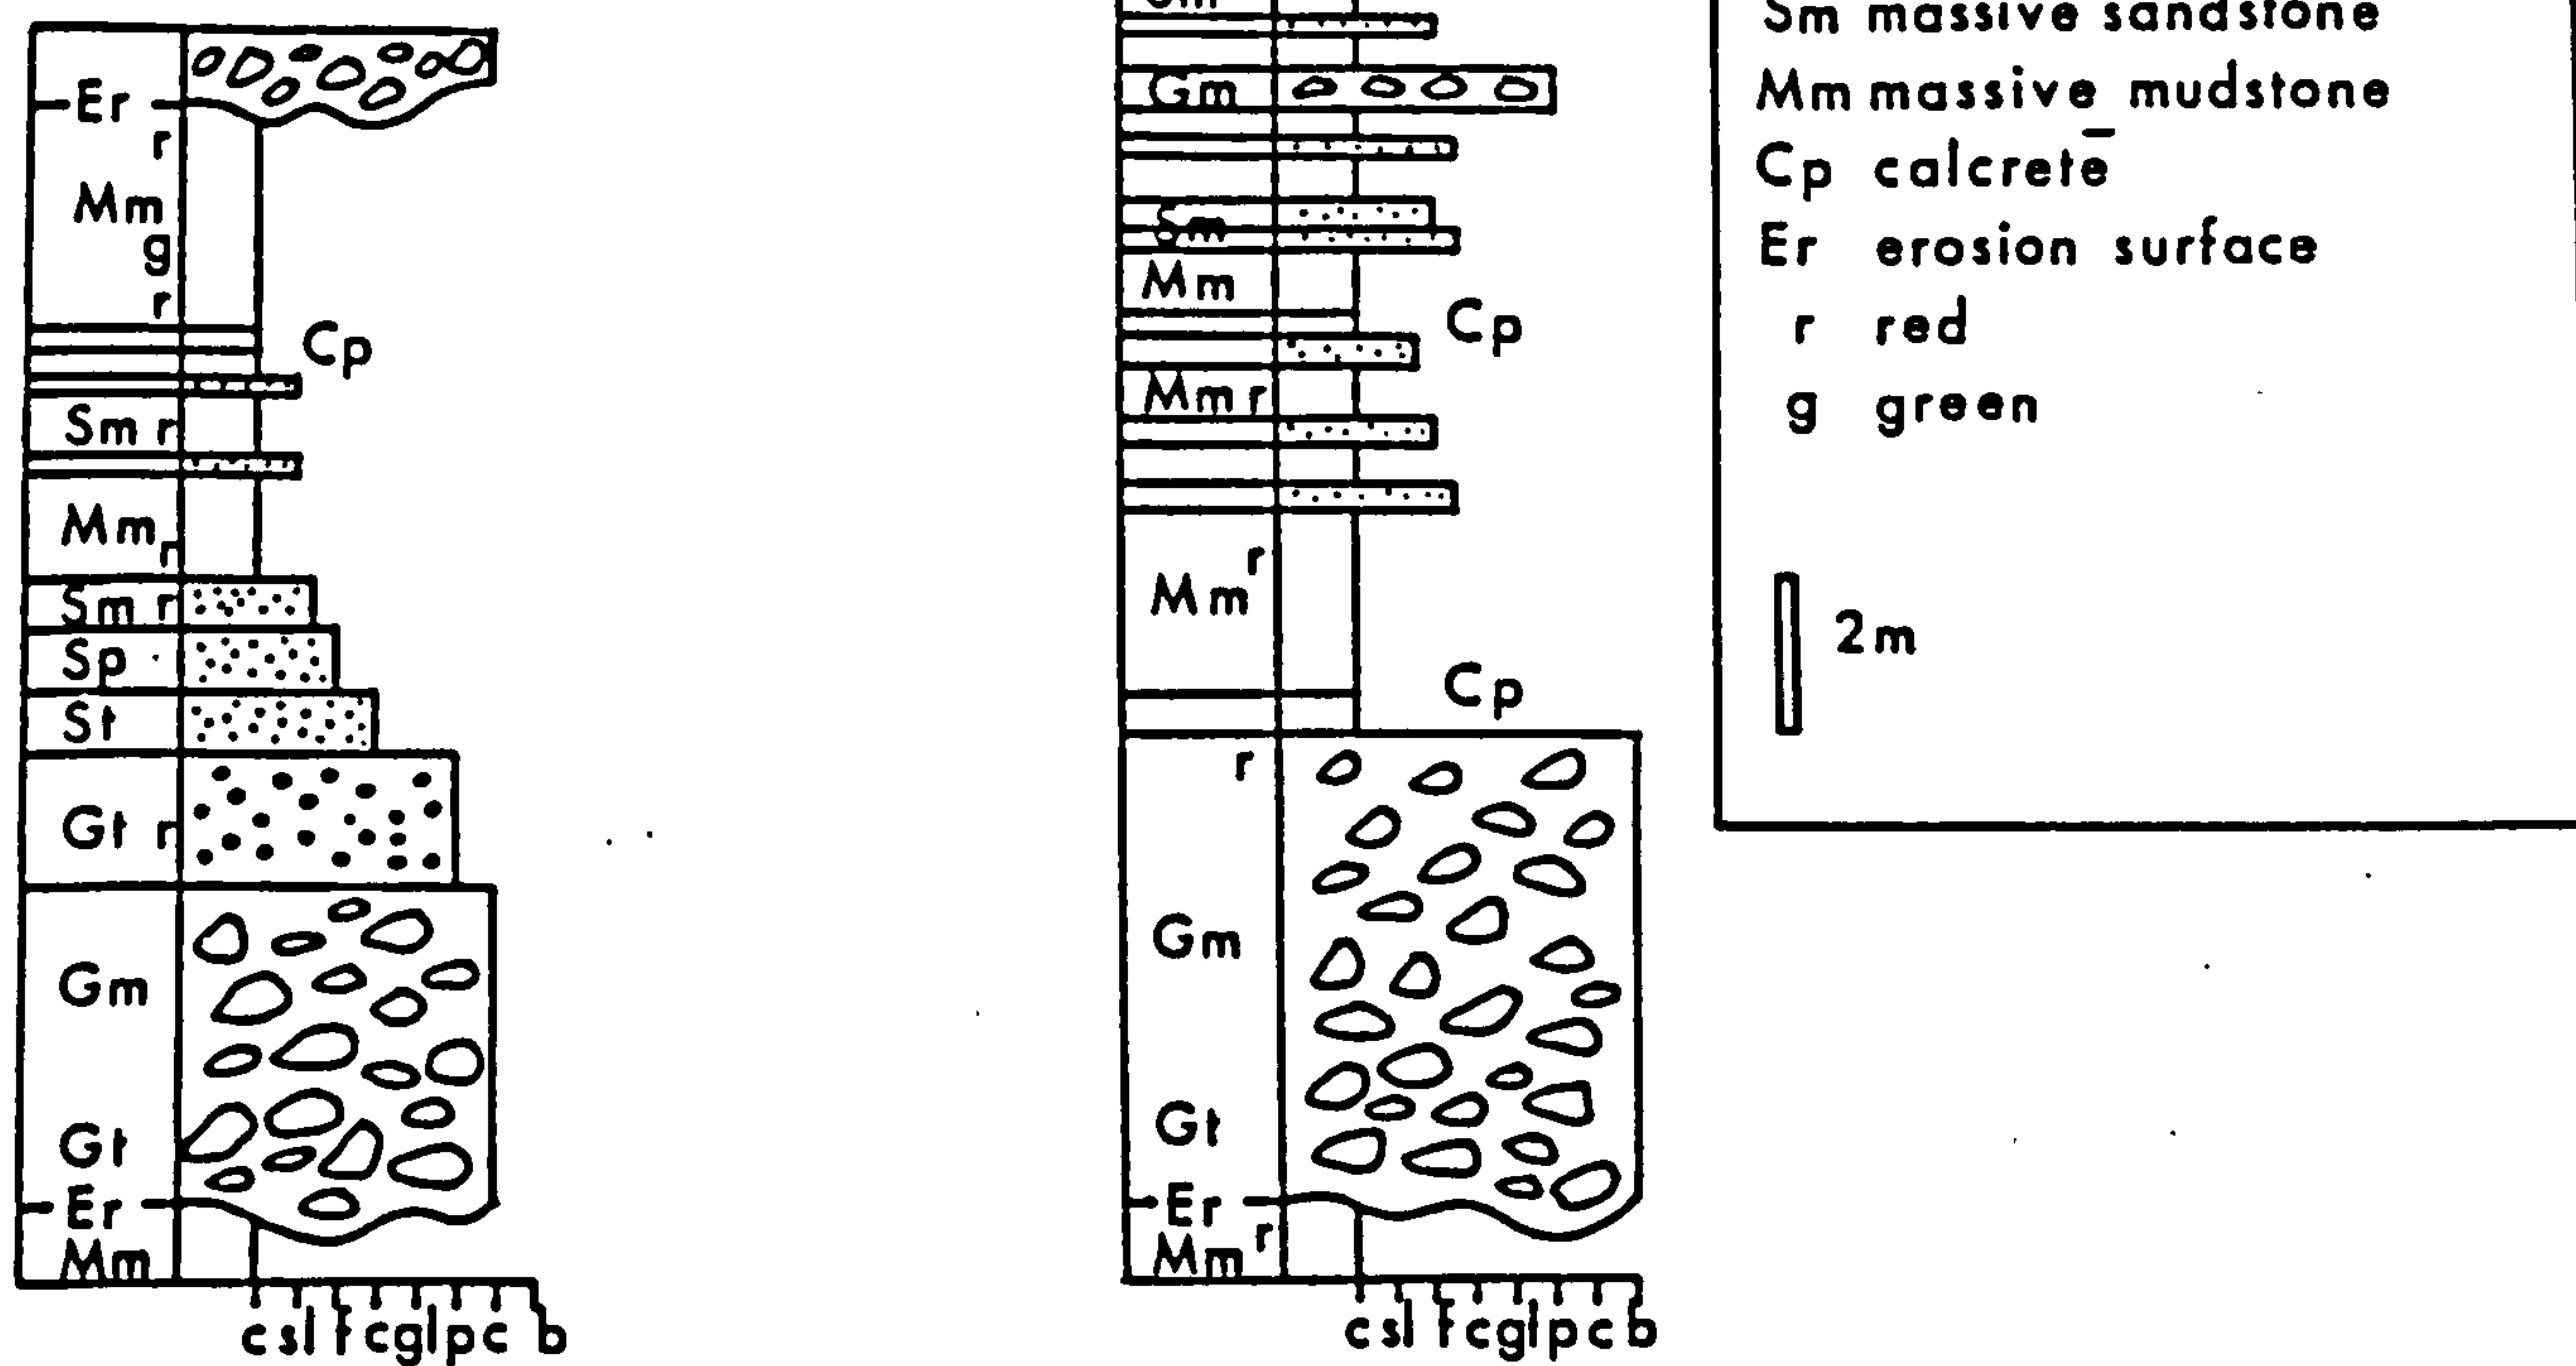 Er
r
Mm
g
r
Cp
Sm r
Mm r
Sm r
Sp
St
Gt r
Gm
Gt
Er
Mm
c sl f c gl p c b
Gm
Sm
Mm
Cp
Mm r
r
Mm
Cp
r
Gm
Gt
Er
r
Mm
c sl f c gl p c b
Sm massive sandstone
Mm massive mudstone
Cp calcrete
Er erosion surface
r red
g green
2m